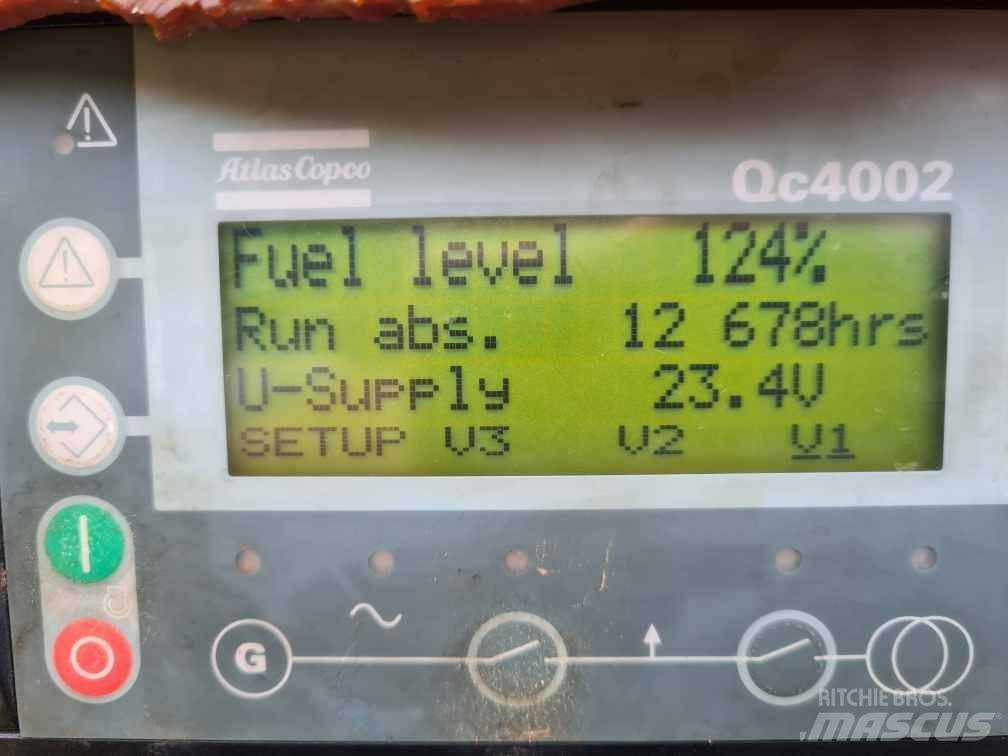 Atlas Copco
Qc4002
Fuel level 124%
Run abs. 12 678hrs
U-Supply 23.4V
SETUP V3 V2 V1
G
RITCHIE BROS.
MASCUS